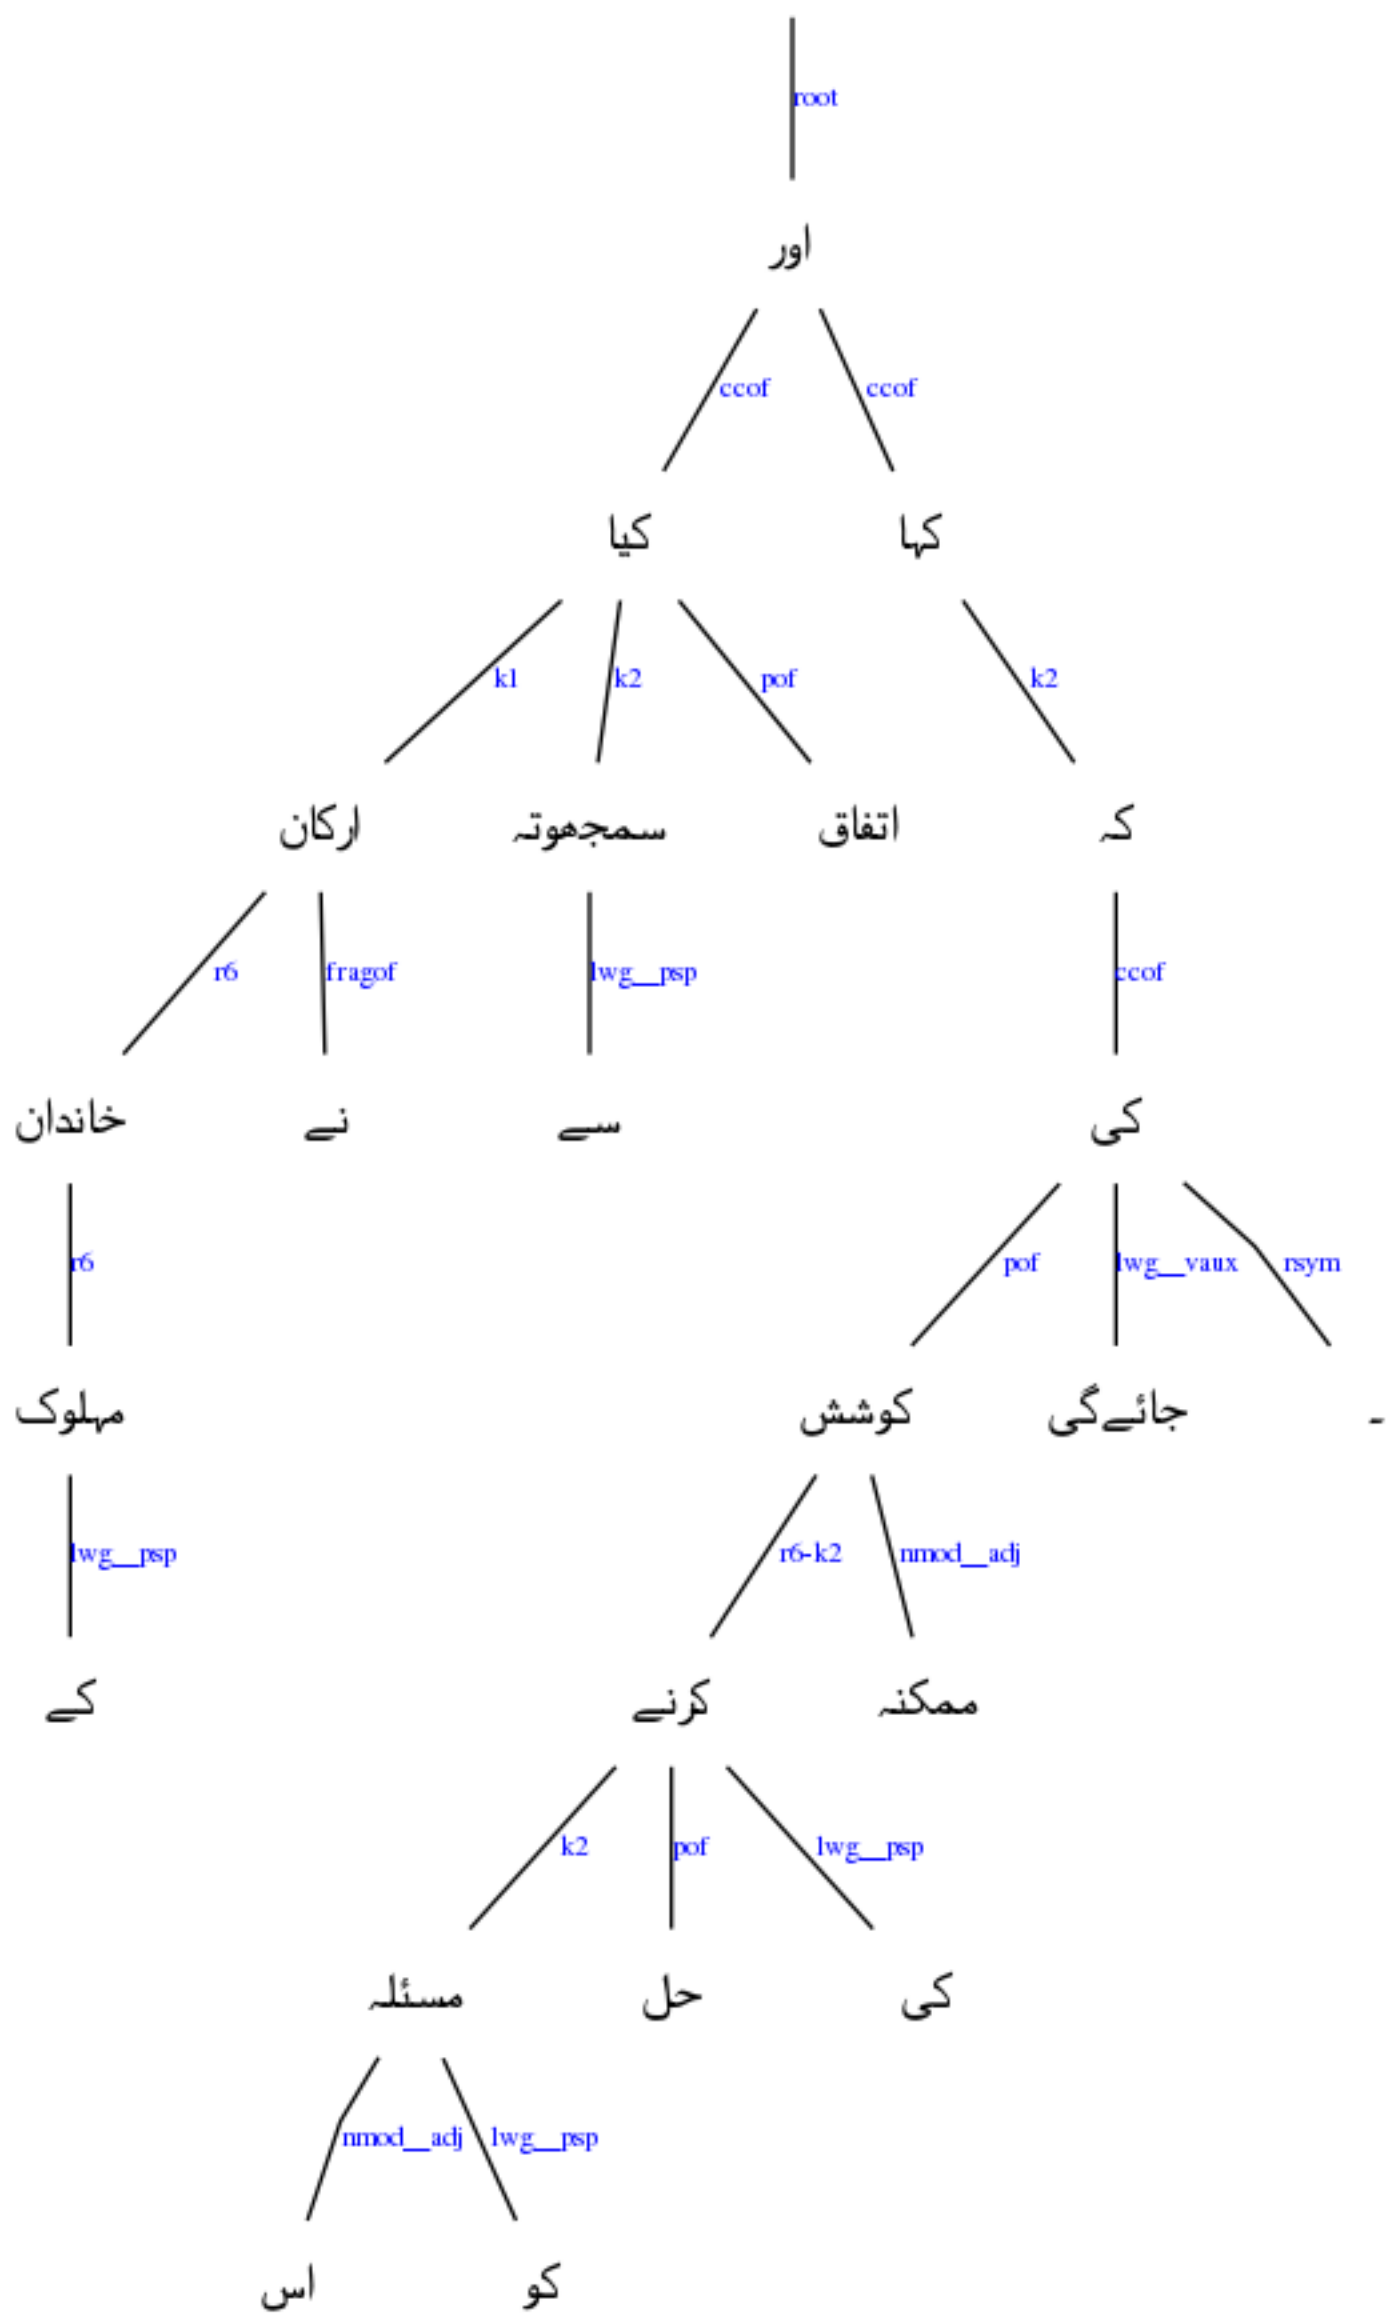 root
اور
ccof ccof
کیا کہا
k1 k2 pof k2
ارکان سمجھوتہ اتفاق کہ
r6 fragof lwg__psp ccof
خاندان نے سے کی
r6 pof lwg__vaux rsym
مہلوک کوشش جائےگی ۔
lwg__psp r6-k2 nmod__adj
کے کرنے ممکنہ
k2 pof lwg__psp
مسئلہ حل کی
nmod__adj lwg__psp
اس کو